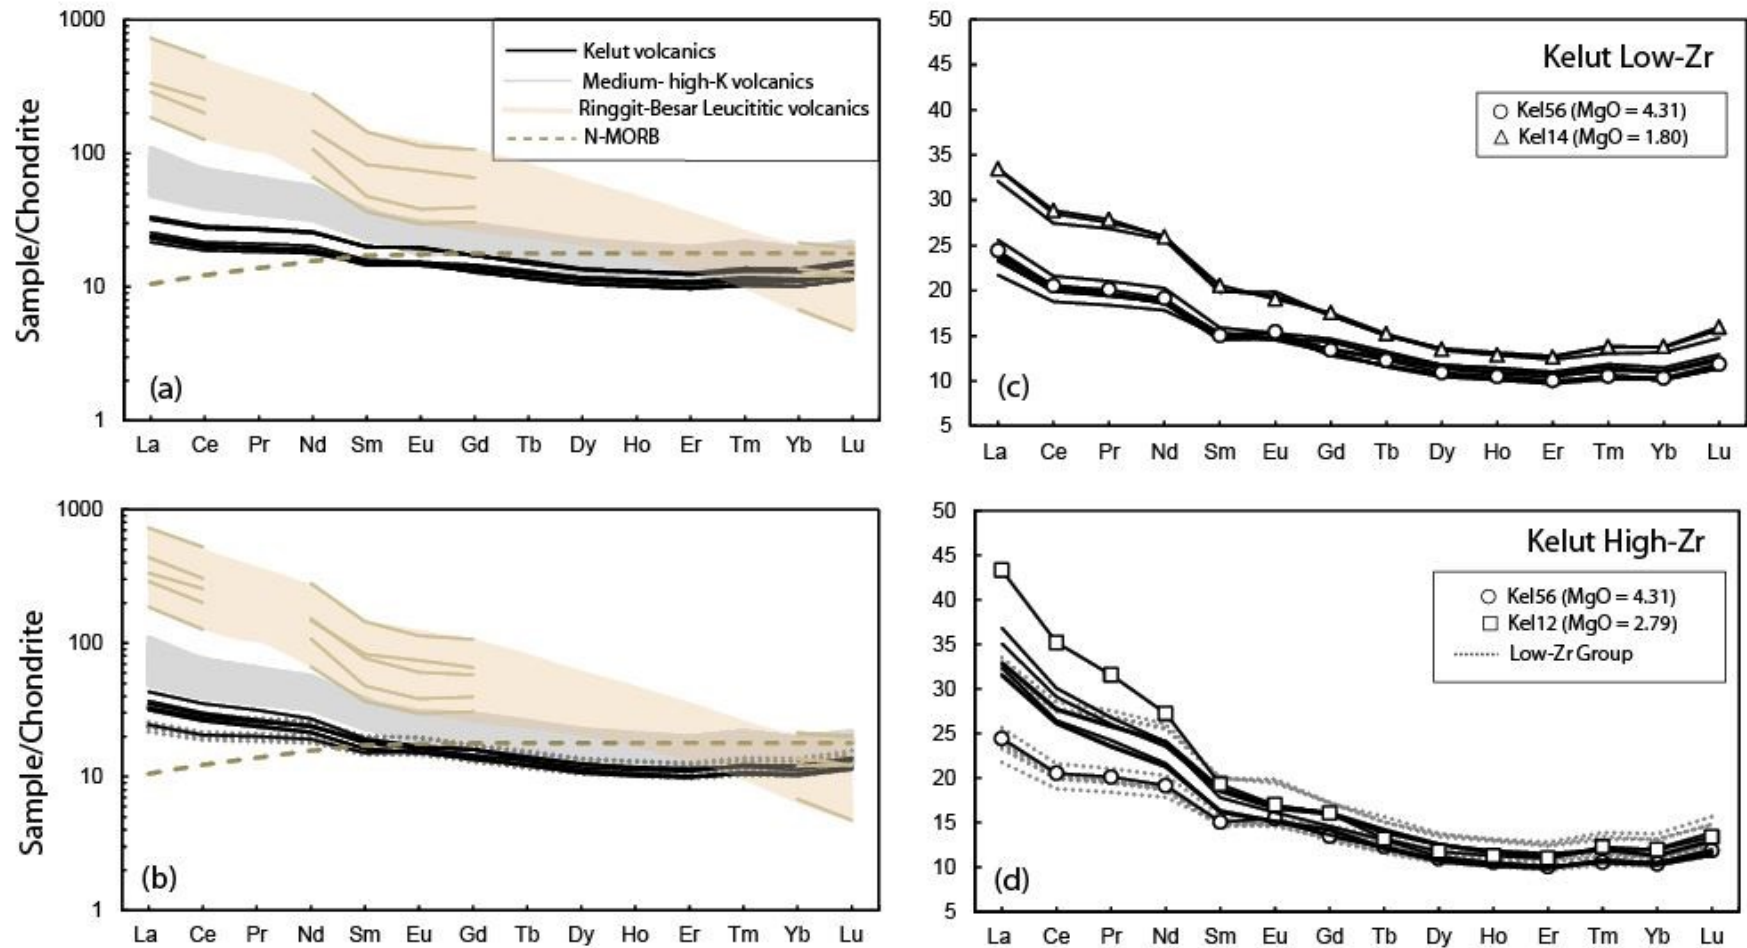 1000
100
10
1
Sample/Chondrite
Kelut volcanics
Medium- high-K volcanics
Ringgit-Besar Leucititic volcanics
N-MORB
(a)
La Ce Pr Nd Sm Eu Gd Tb Dy Ho Er Tm Yb Lu
50
45
40
35
30
25
20
15
10
5
Kelut Low-Zr
Kel56 (MgO = 4.31)
Kel14 (MgO = 1.80)
(c)
La Ce Pr Nd Sm Eu Gd Tb Dy Ho Er Tm Yb Lu
1000
100
10
1
Sample/Chondrite
(b)
La Ce Pr Nd Sm Eu Gd Tb Dy Ho Er Tm Yb Lu
50
45
40
35
30
25
20
15
10
5
Kelut High-Zr
Kel56 (MgO = 4.31)
Kel12 (MgO = 2.79)
Low-Zr Group
(d)
La Ce Pr Nd Sm Eu Gd Tb Dy Ho Er Tm Yb Lu